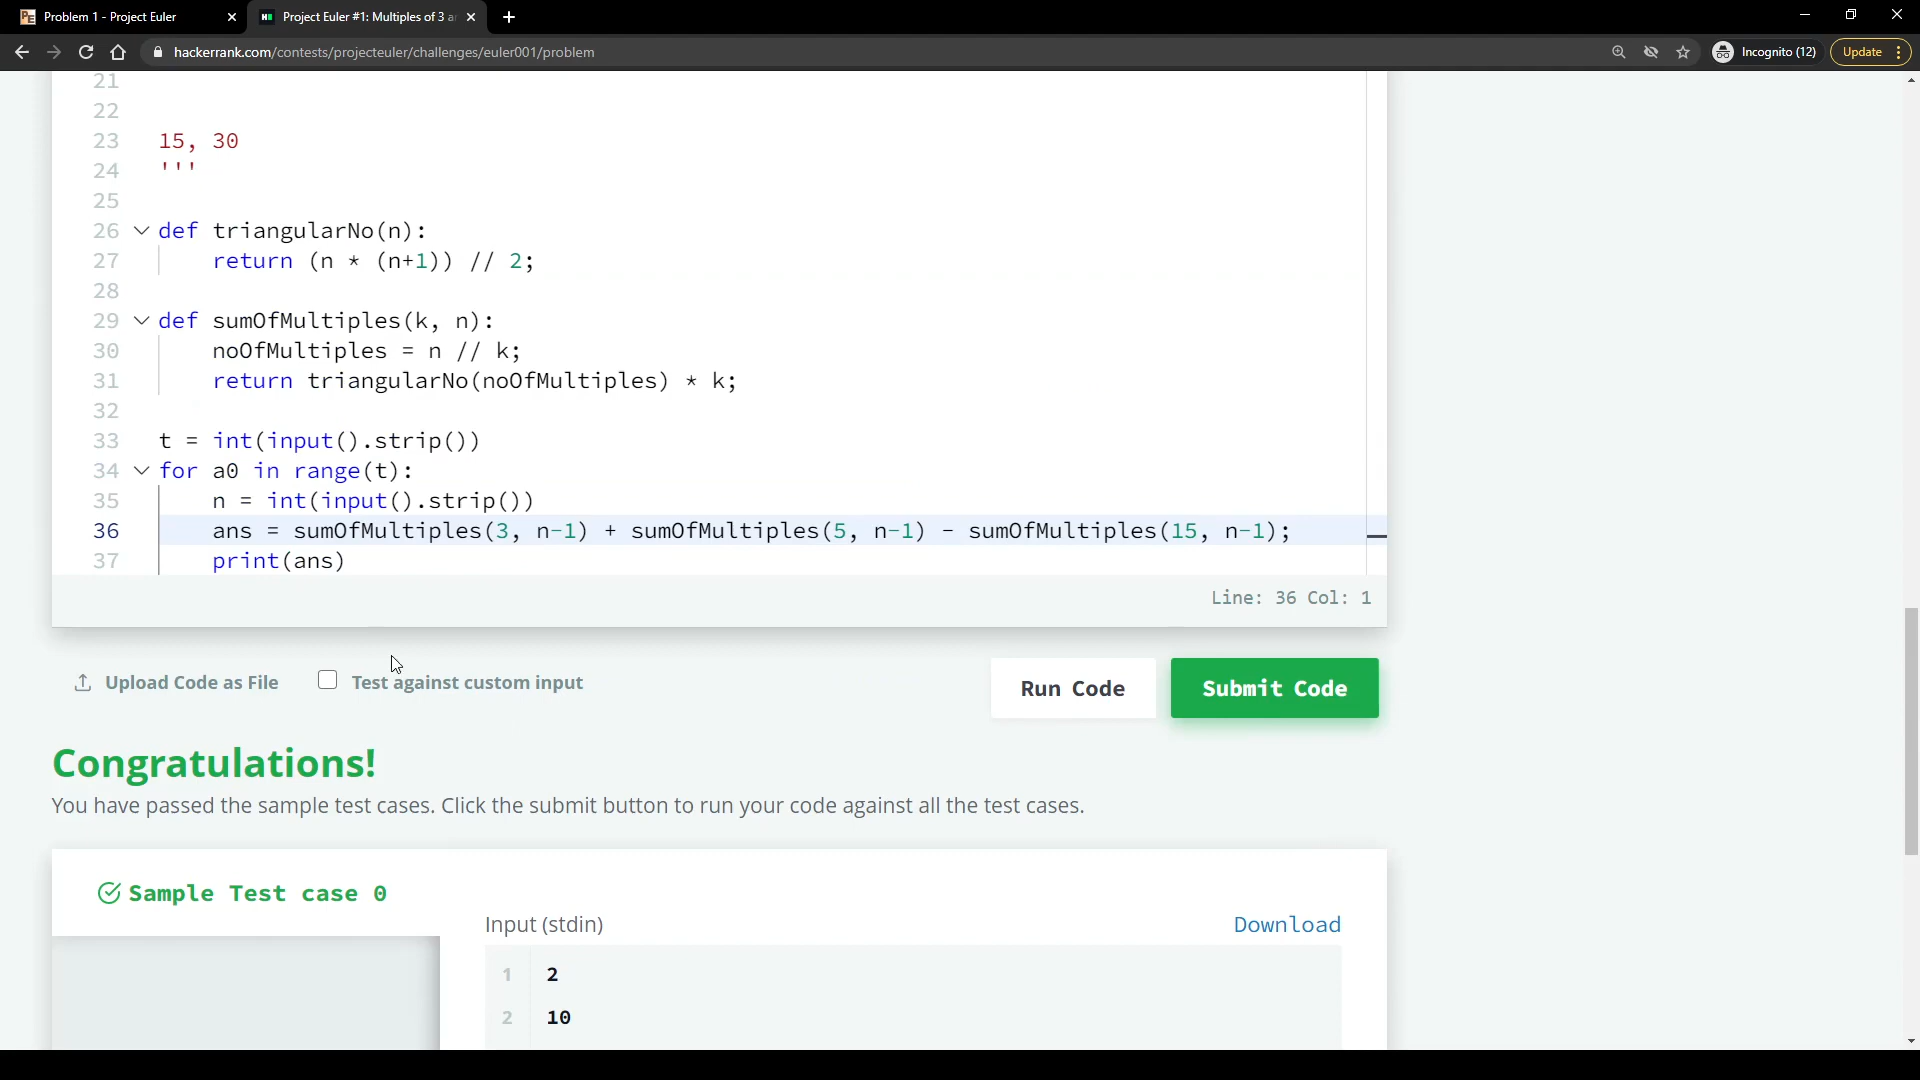 Problem 1 - Project Euler
Project Euler #1: Multiples of 3 a
hackerrank.com/contests/projecteuler/challenges/euler001/problem
Incognito (12)
Update
21
22
23 15, 30
24 '''
25
26 def triangularNo(n):
27 return (n * (n+1)) // 2;
28
29 def sumOfMultiples(k, n):
30 noOfMultiples = n // k;
31 return triangularNo(noOfMultiples) * k;
32
33 t = int(input().strip())
34 for a0 in range(t):
35 n = int(input().strip())
36 ans = sumOfMultiples(3, n-1) + sumOfMultiples(5, n-1) - sumOfMultiples(15, n-1);
37 print(ans)
Line: 36 Col: 1
Upload Code as File
Test against custom input
Run Code
Submit Code
Congratulations!
You have passed the sample test cases. Click the submit button to run your code against all the test cases.
Sample Test case 0
Input (stdin)
Download
1 2
2 10